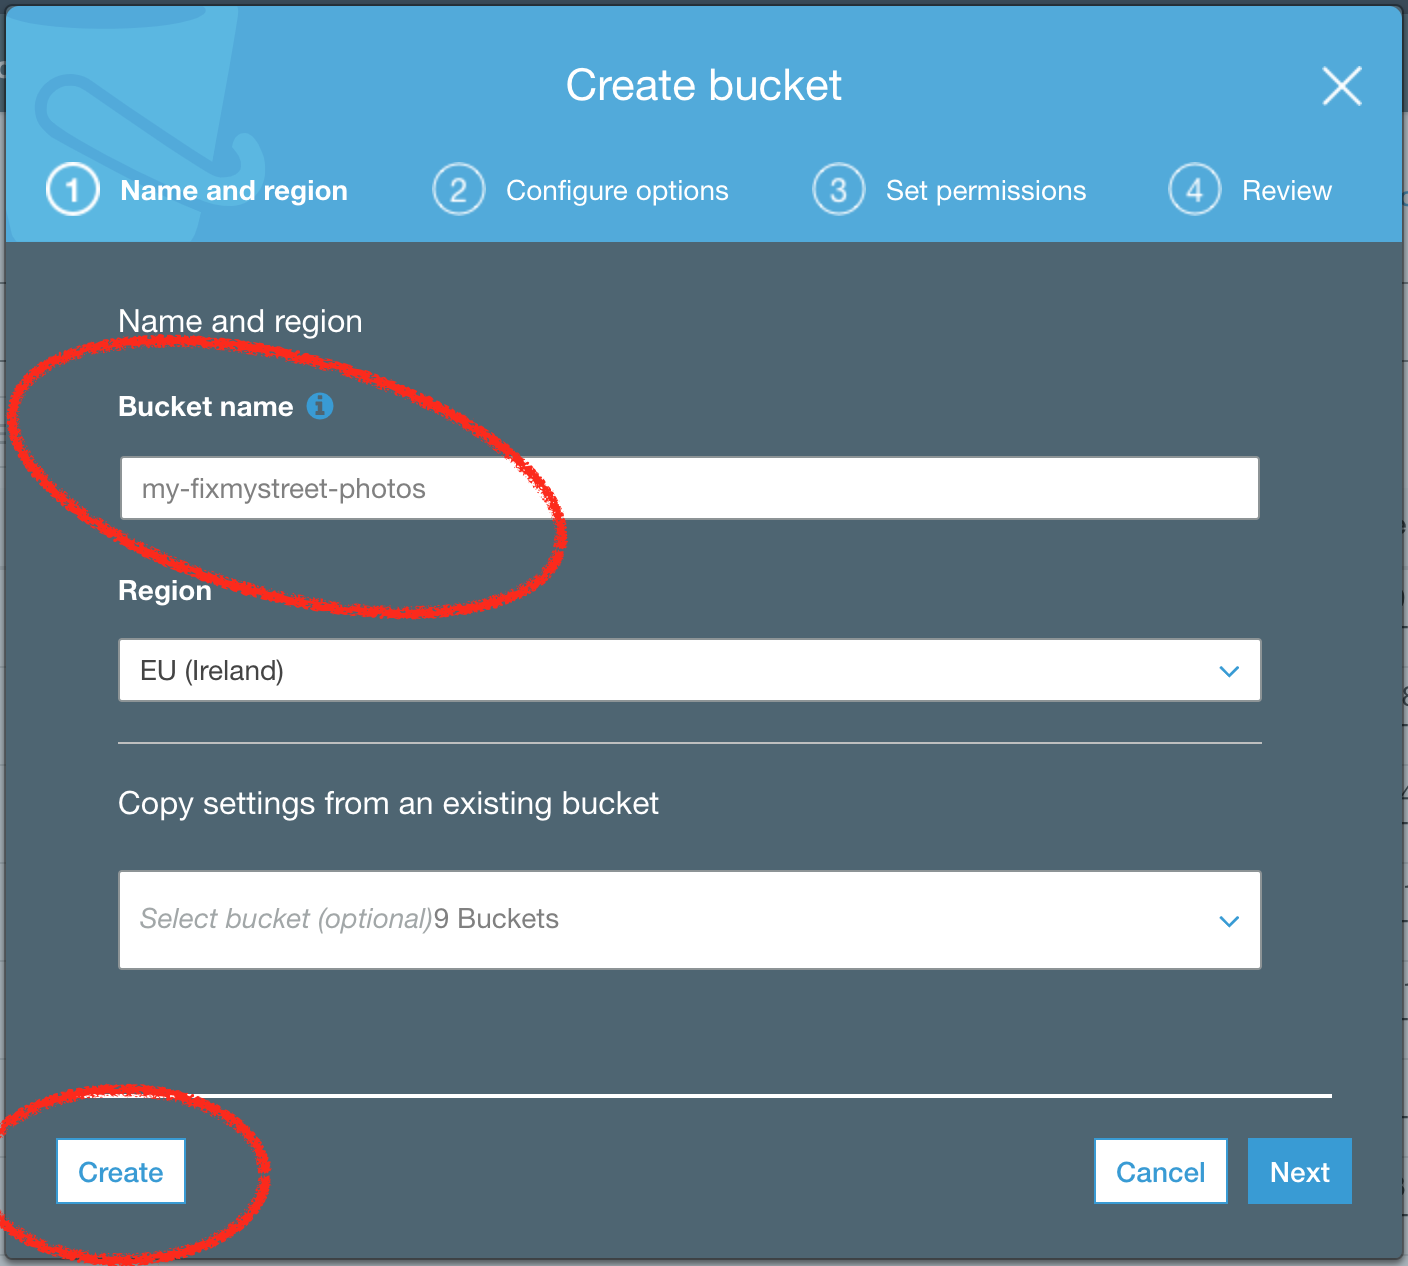 Create bucket
1 Name and region 2 Configure options 3 Set permissions 4 Review
Name and region
Bucket name
my-fixmystreet-photos
Region
EU (Ireland)
Copy settings from an existing bucket
Select bucket (optional)9 Buckets
Create Cancel Next